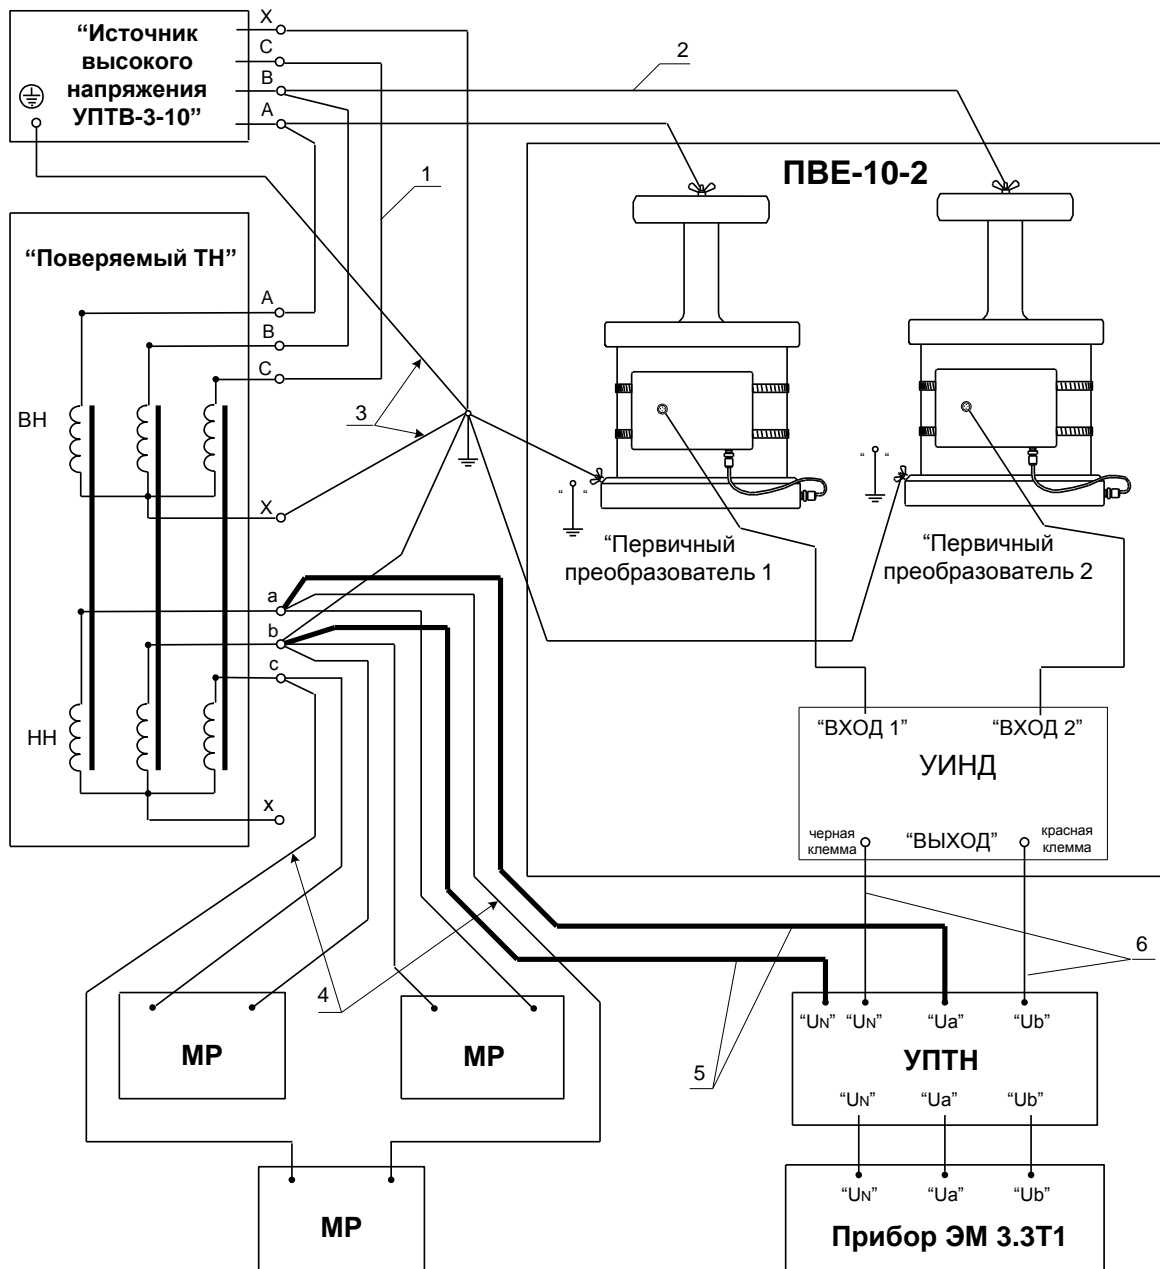 “Источник
высокого
напряжения
УПТВ-3-10”
X
C
B
A
2
ПВЕ-10-2
1
“Поверяемый ТН”
A
B
C
ВН
3
X
“ “
“ “
“Первичный
преобразователь 1
“Первичный
преобразователь 2
a
b
c
НН
x
“ВХОД 1” “ВХОД 2”
УИНД
черная
клемма
“ВЫХОД”
красная
клемма
6
4
5
МР
МР
МР
“UN” “UN” “Ua” “Ub”
УПТН
“UN” “Ua” “Ub”
“UN” “Ua” “Ub”
Прибор ЭМ 3.3Т1